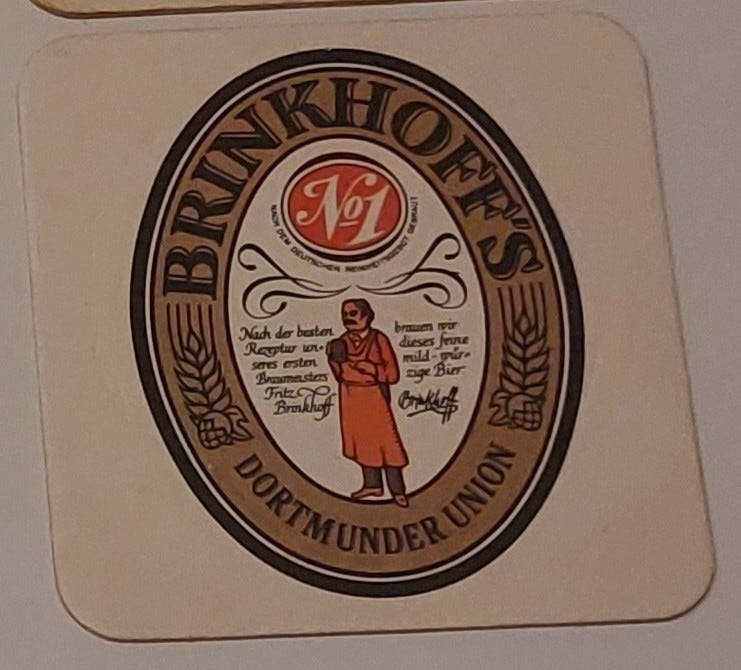 BRINKHOFF'S
No1
NACH DEM DEUTSCHEN REINHEITSGEBOT GEBRAUT
Nach der besten
Rezeptur un=
seres ersten
Braumeisters
Fritz
Brinkhoff
brauen wir
dieses feine
mild-wür=
zige Bier
Brinkhoff
DORTMUNDER UNION